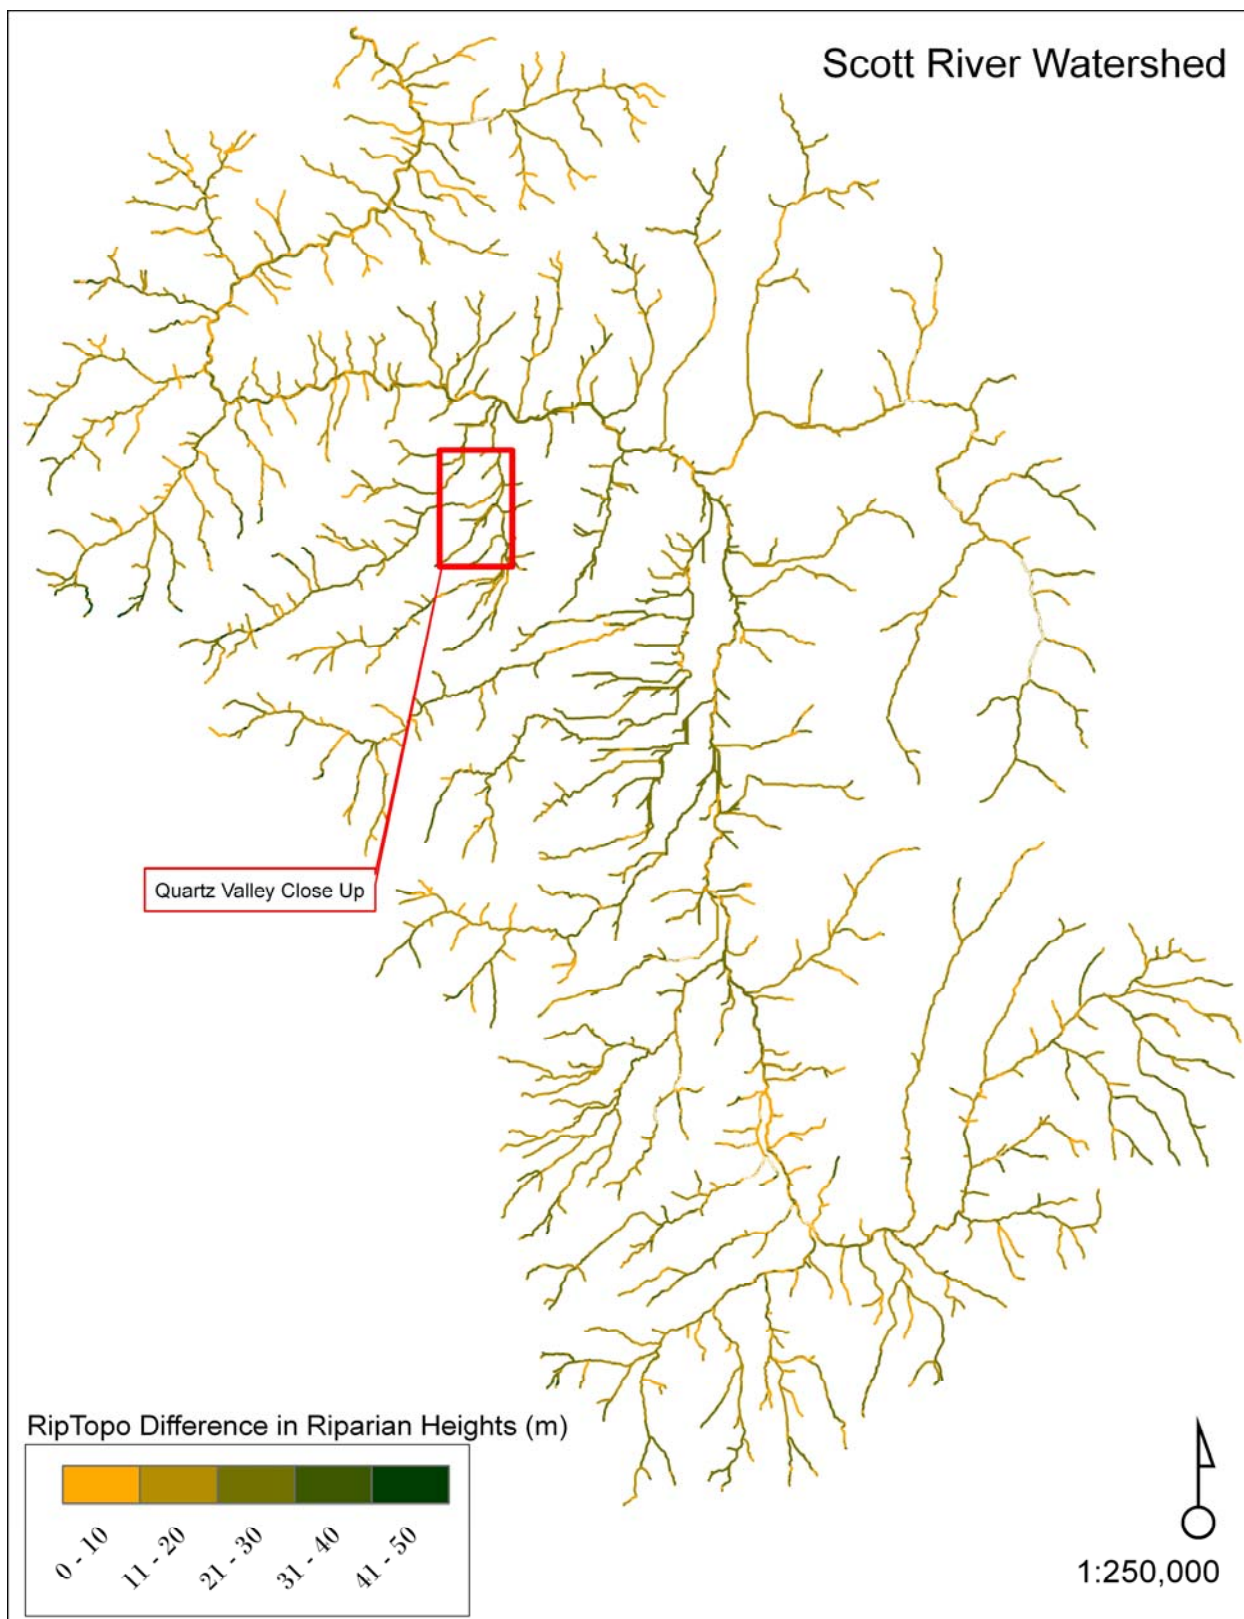 Scott River Watershed
Quartz Valley Close Up
RipTopo Difference in Riparian Heights (m)
0 - 10
11 - 20
21 - 30
31 - 40
41 - 50
1:250,000